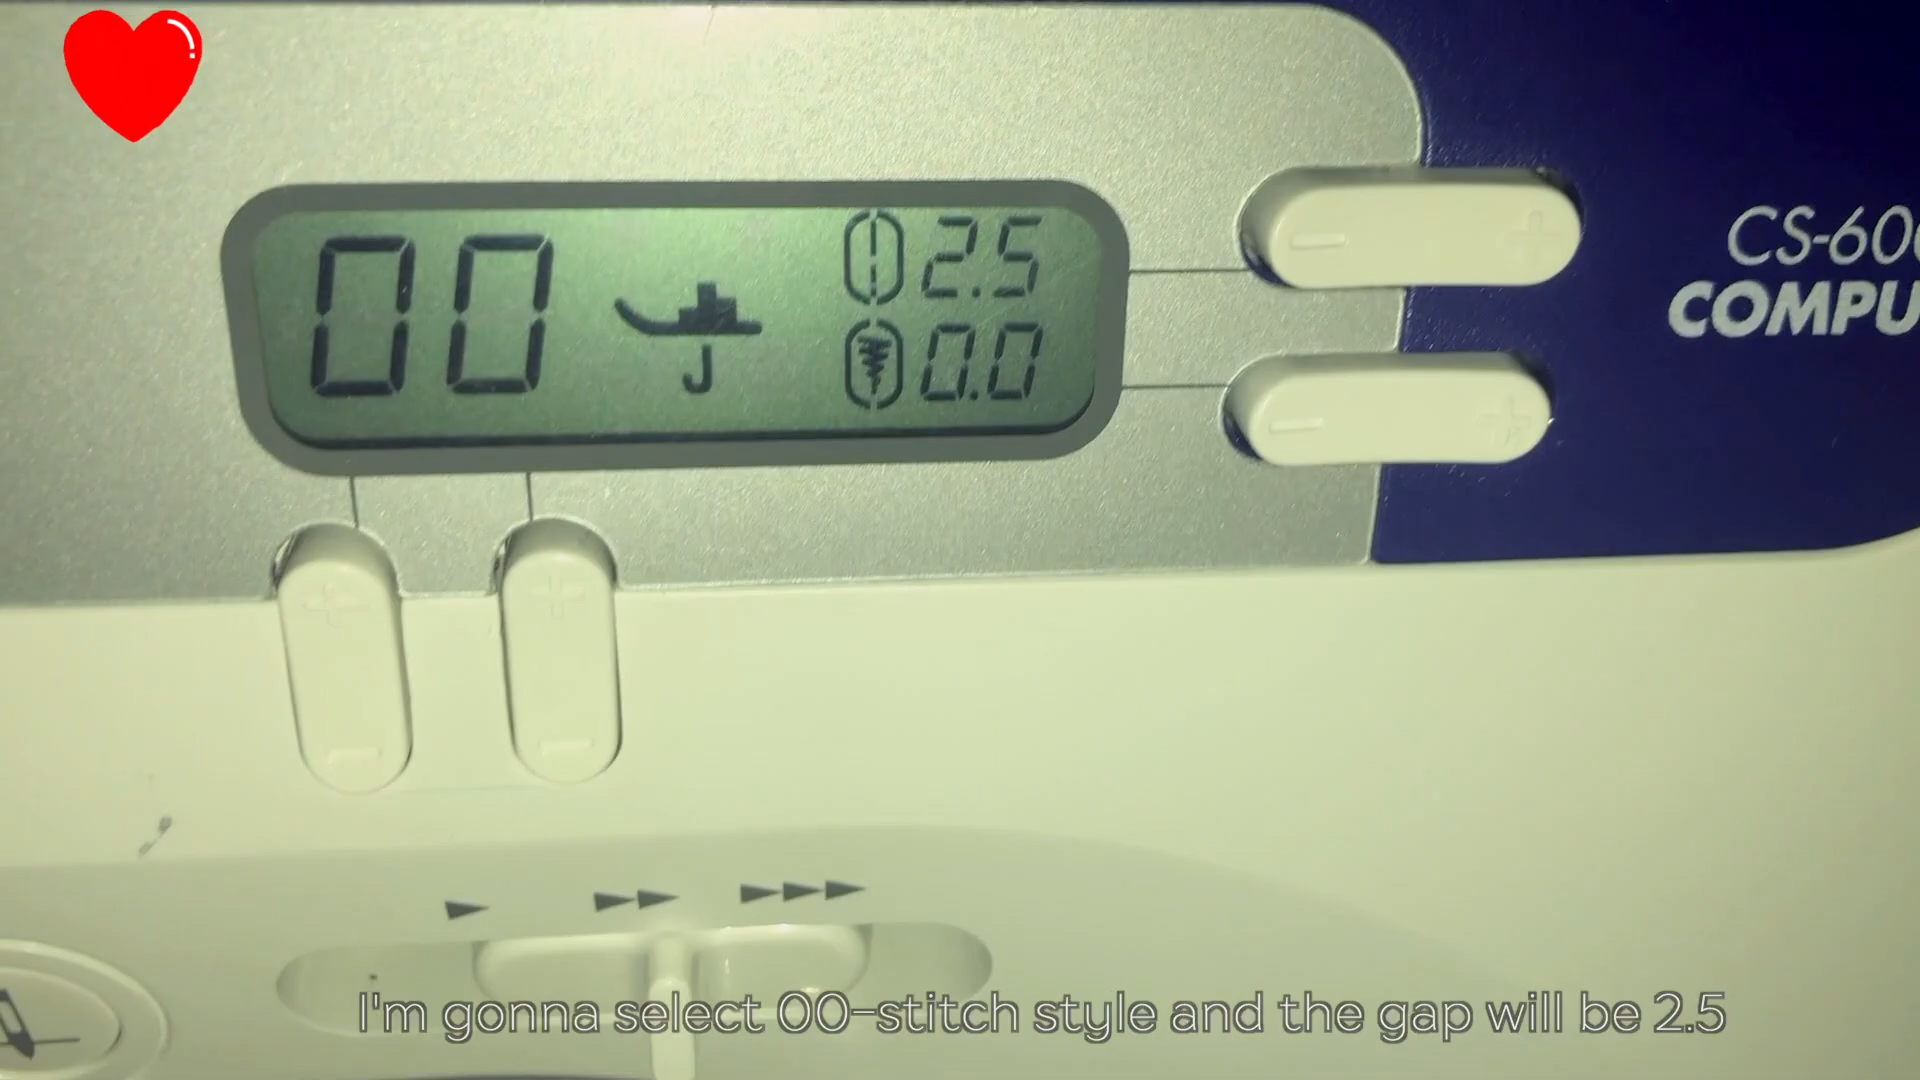 00 2.5
J 0.0
CS-600
COMPU
I'm gonna select 00-stitch style and the gap will be 2.5